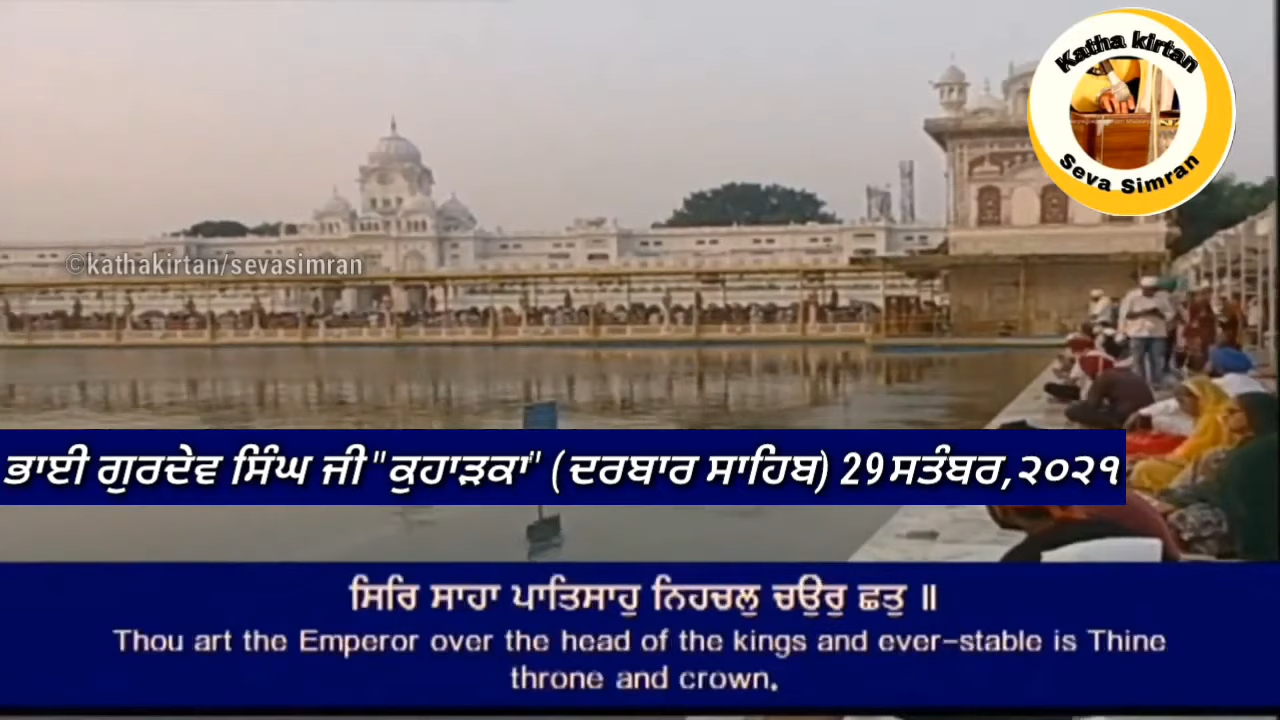 Katha kirtan
Seva Simran
©kathakirtan/sevasimran
ਭਾਈ ਗੁਰਦੇਵ ਸਿੰਘ ਜੀ "ਕੁਹਾੜਕਾ" (ਦਰਬਾਰ ਸਾਹਿਬ) 29 ਸਤੰਬਰ,੨੦੨੧
ਸਿਰਿ ਸਾਹਾ ਪਾਤਿਸਾਹੁ ਨਿਹਚਲੁ ਚਉਰੁ ਛਤੁ ॥
Thou art the Emperor over the head of the kings and ever-stable is Thine
throne and crown.